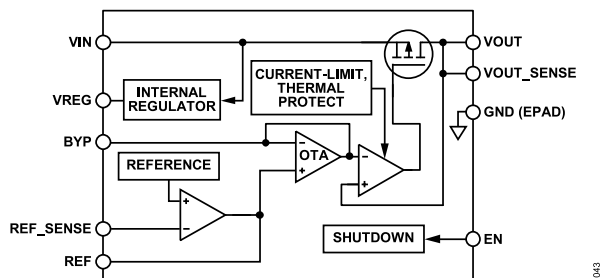 VIN
VOUT
VOUT_SENSE
CURRENT-LIMIT,
THERMAL
PROTECT
INTERNAL
REGULATOR
VREG
GND (EPAD)
BYP
REFERENCE
–
OTA
+
–
+
+
–
REF_SENSE
REF
SHUTDOWN
EN
043